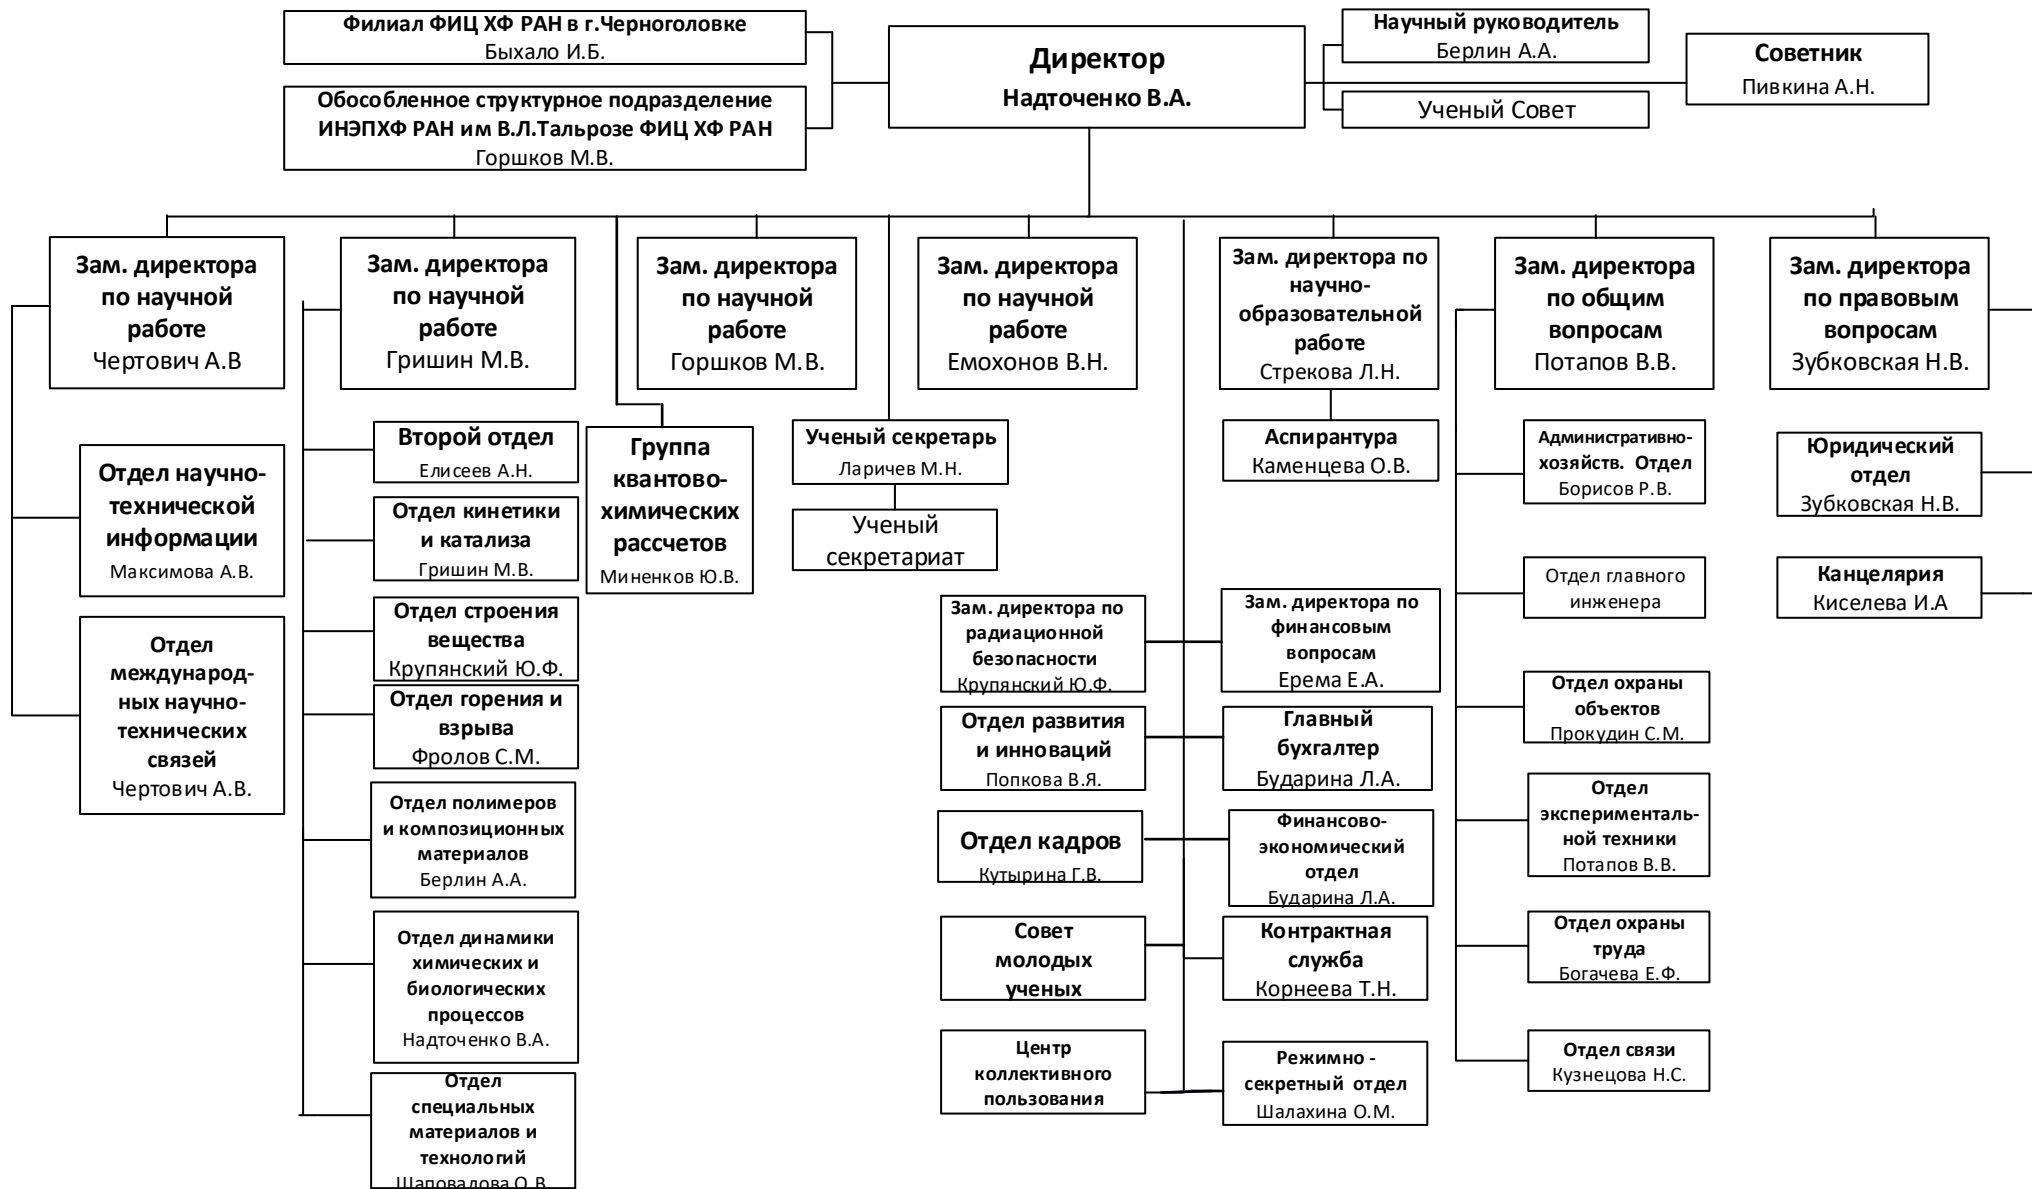 Филиал ФИЦ ХФ РАН в г.Черноголовке
Быхало И.Б.
Обособленное структурное подразделение
ИНЭПХФ РАН им В.Л.Тальрозе ФИЦ ХФ РАН
Горшков М.В.
Директор
Надточенко В.А.
Научный руководитель
Берлин А.А.
Ученый Совет
Советник
Пивкина А.Н.
Зам. директора
по научной
работе
Чертович А.В
Зам. директора
по научной
работе
Гришин М.В.
Зам. директора
по научной
работе
Горшков М.В.
Зам. директора
по научной
работе
Емохонов В.Н.
Зам. директора по
научно-
образовательной
работе
Стрекова Л.Н.
Зам. директора
по общим
вопросам
Потапов В.В.
Зам. директора
по правовым
вопросам
Зубковская Н.В.
Отдел научно-
технической
информации
Максимова А.В.
Отдел
международ-
ных научно-
технических
связей
Чертович А.В.
Второй отдел
Елисеев А.Н.
Отдел кинетики
и катализа
Гришин М.В.
Отдел строения
вещества
Крупянский Ю.Ф.
Отдел горения и
взрыва
Фролов С.М.
Отдел полимеров
и композиционных
материалов
Берлин А.А.
Отдел динамики
химических и
биологических
процессов
Надточенко В.А.
Отдел
специальных
материалов и
технологий
Шаповалова О.В.
Группа
квантово-
химических
рассчетов
Миненков Ю.В.
Ученый секретарь
Ларичев М.Н.
Ученый
секретариат
Аспирантура
Каменцева О.В.
Зам. директора по
радиационной
безопасности
Крупянский Ю.Ф.
Отдел развития
и инноваций
Попкова В.Я.
Отдел кадров
Кутырина Г.В.
Совет
молодых
ученых
Центр
коллективного
пользования
Зам. директора по
финансовым
вопросам
Ерема Е.А.
Главный
бухгалтер
Бударина Л.А.
Финансово-
экономический
отдел
Бударина Л.А.
Контрактная
служба
Корнеева Т.Н.
Режимно -
секретный отдел
Шалахина О.М.
Административно-
хозяйств. Отдел
Борисов Р.В.
Отдел главного
инженера
Отдел охраны
объектов
Прокудин С.М.
Отдел
эксперименталь-
ной техники
Потапов В.В.
Отдел охраны
труда
Богачева Е.Ф.
Отдел связи
Кузнецова Н.С.
Юридический
отдел
Зубковская Н.В.
Канцелярия
Киселева И.А